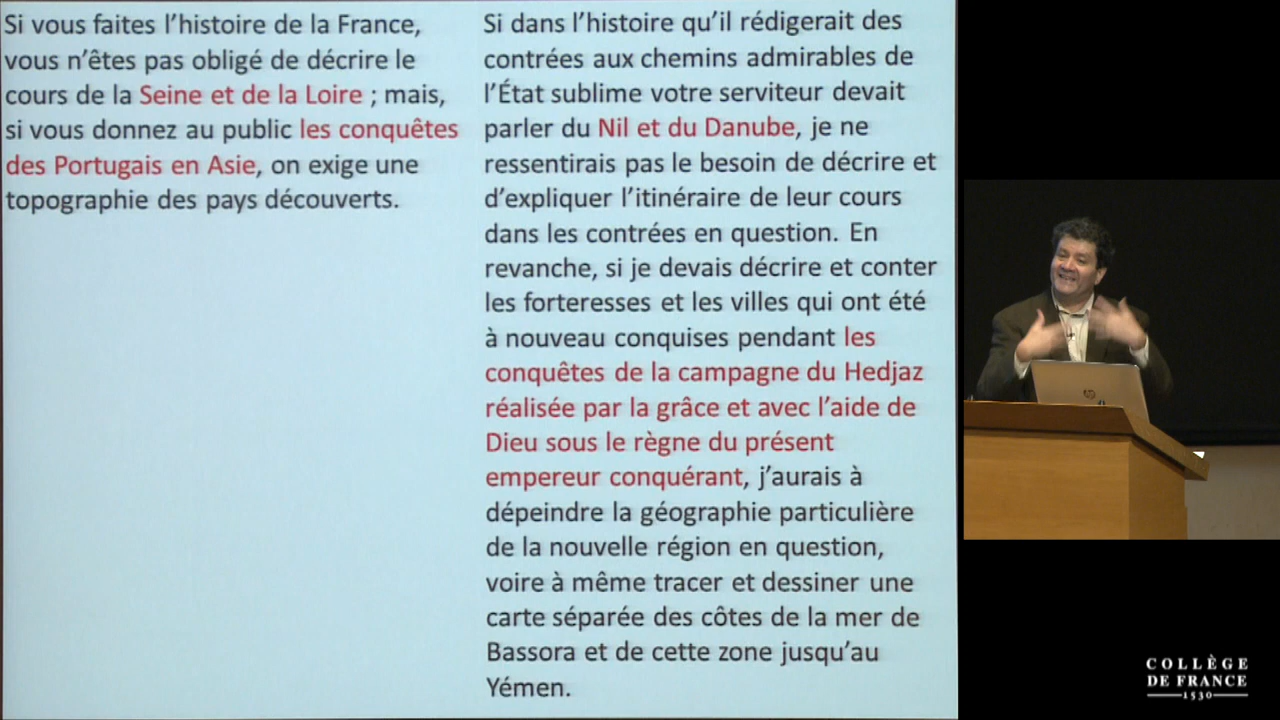 Si vous faites l’histoire de la France,
vous n’êtes pas obligé de décrire le
cours de la Seine et de la Loire ; mais,
si vous donnez au public les conquêtes
des Portugais en Asie, on exige une
topographie des pays découverts.
Si dans l’histoire qu’il rédigerait des
contrées aux chemins admirables de
l’État sublime votre serviteur devait
parler du Nil et du Danube, je ne
ressentirais pas le besoin de décrire et
d’expliquer l’itinéraire de leur cours
dans les contrées en question. En
revanche, si je devais décrire et conter
les forteresses et les villes qui ont été
à nouveau conquises pendant les
conquêtes de la campagne du Hedjaz
réalisée par la grâce et avec l’aide de
Dieu sous le règne du présent
empereur conquérant, j’aurais à
dépeindre la géographie particulière
de la nouvelle région en question,
voire à même tracer et dessiner une
carte séparée des côtes de la mer de
Bassora et de cette zone jusqu’au
Yémen.
hp
COLLÈGE
DE FRANCE
1530